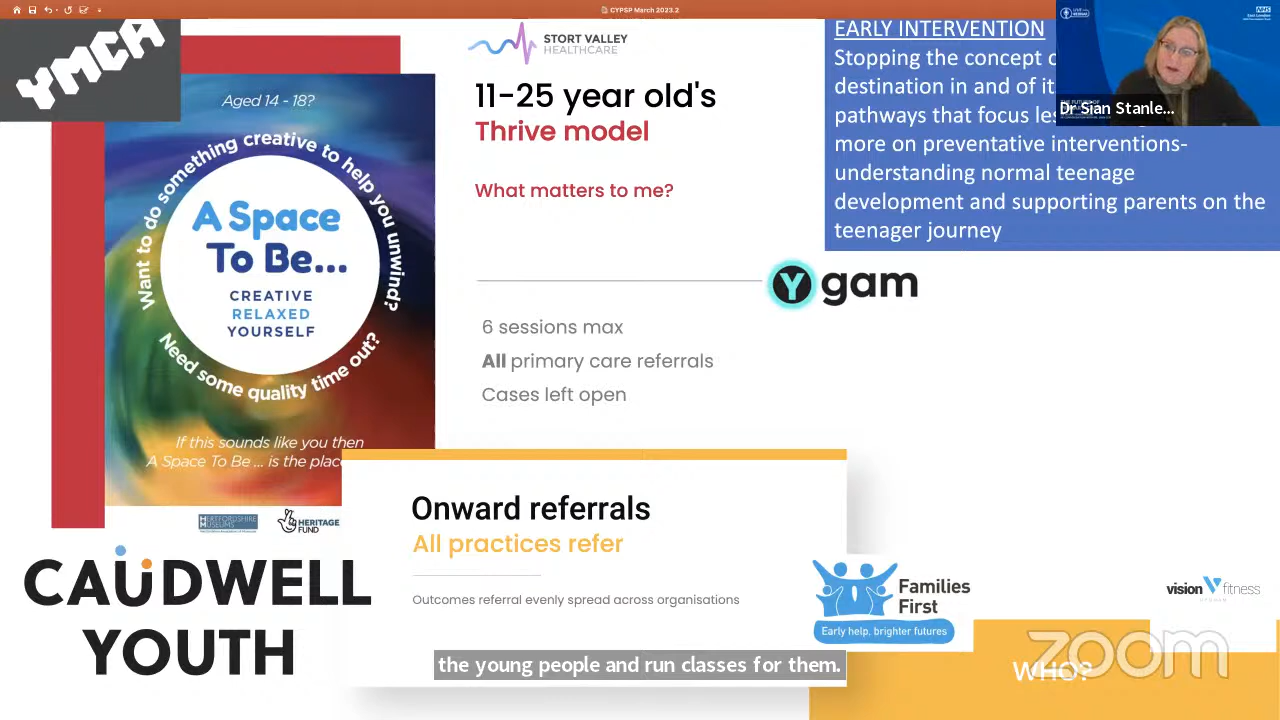 CYPSP March 2023.2
YMCA
Aged 14 - 18?
Want to do something creative to help you unwind?
A Space
To Be...
CREATIVE
RELAXED
YOURSELF
Need some quality time out?
If this sounds like you then
A Space To Be ... is the place
HERTFORDSHIRE
MUSEUMS
HERITAGE
FUND
CAUDWELL
YOUTH
STORT VALLEY
HEALTHCARE
11-25 year old's
Thrive model
What matters to me?
6 sessions max
All primary care referrals
Cases left open
Onward referrals
All practices refer
Outcomes referral evenly spread across organisations
the young people and run classes for them.
EARLY INTERVENTION
Stopping the concept
destination in and of
pathways that focus
more on preventative interventions-
understanding normal teenage
development and supporting parents on the
teenager journey
NHS
Dr Sian Stanle...
Y gam
Families
First
Early help, brighter futures
vision fitness
WHO?
zoom